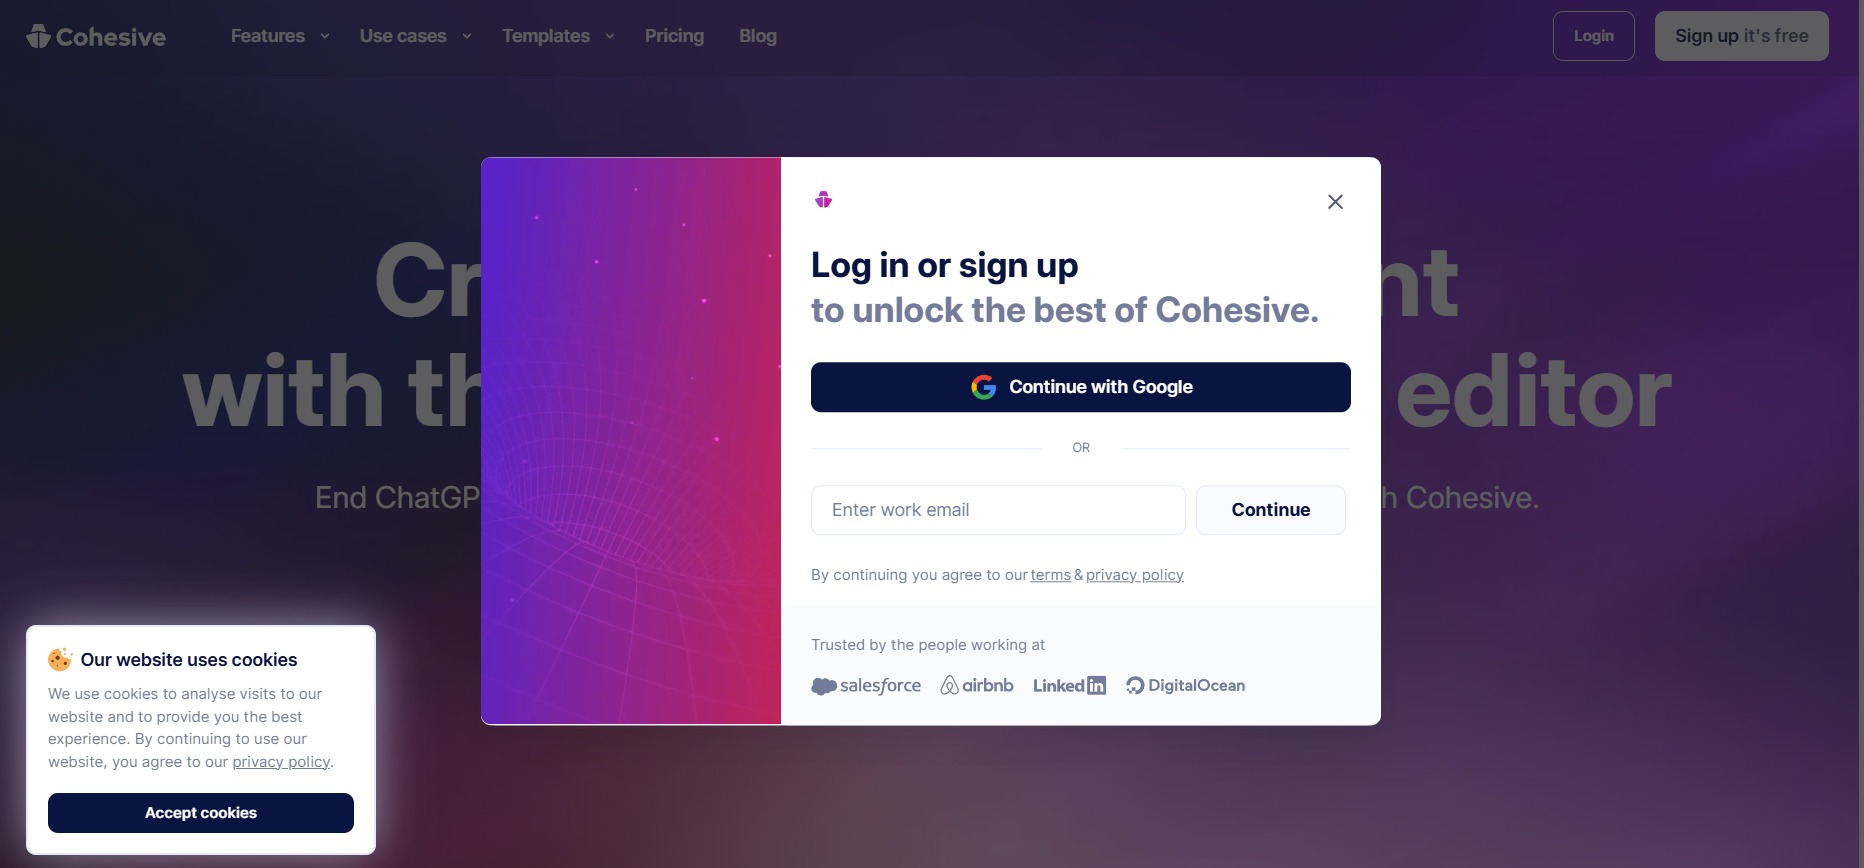 Cohesive
Features
Use cases
Templates
Pricing
Blog
Login
Sign up it's free
with
editor
End
Cohesive.
Log in or sign up
to unlock the best of Cohesive.
Continue with Google
OR
Enter work email
Continue
By continuing you agree to our terms & privacy policy
Trusted by the people working at
salesforce
airbnb
Linked in
DigitalOcean
Our website uses cookies
We use cookies to analyse visits to our
website and to provide you the best
experience. By continuing to use our
website, you agree to our privacy policy.
Accept cookies